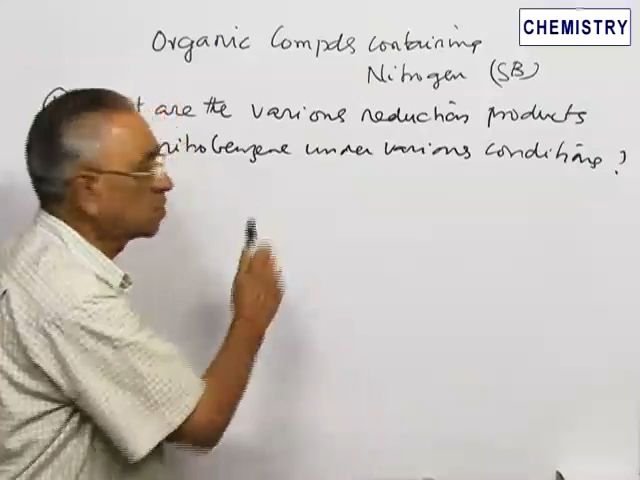 CHEMISTRY
Organic Compds containing
Nitrogen (SB)
are the various reduction products
nitrobenzene under various conditions ?